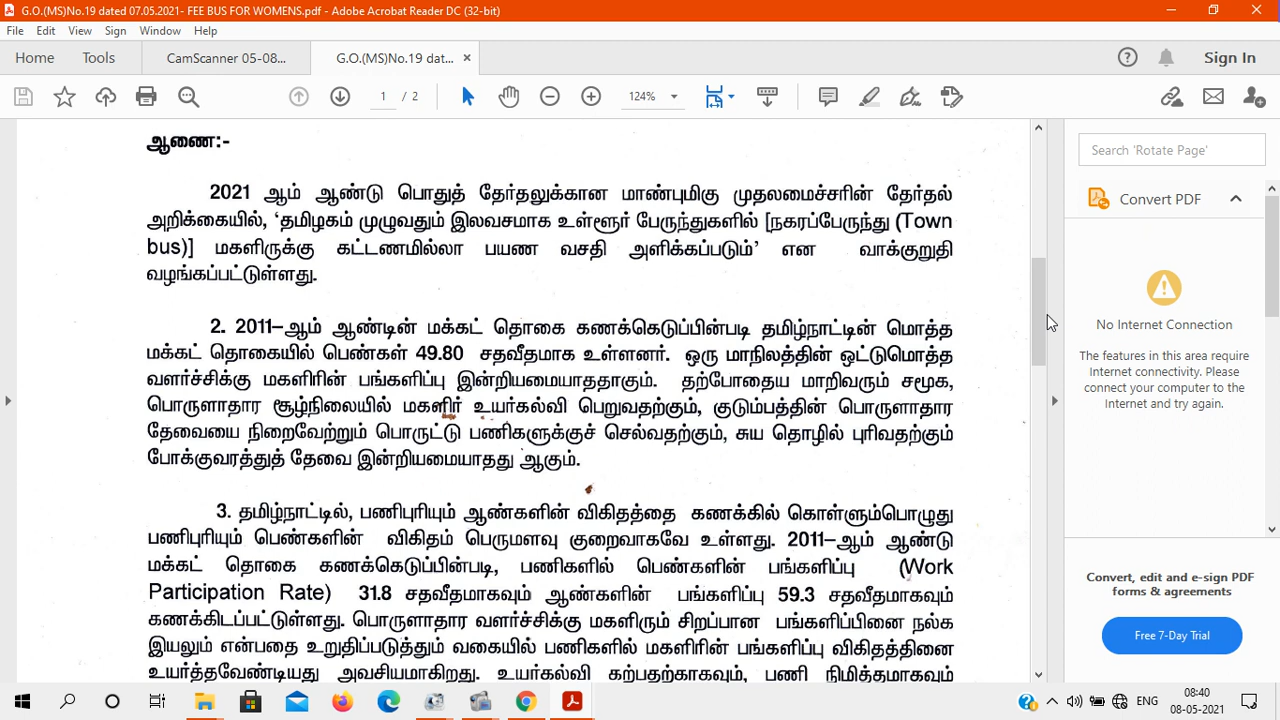 G.O.(MS)No.19 dated 07.05.2021- FEE BUS FOR WOMENS.pdf - Adobe Acrobat Reader DC (32-bit)
File Edit View Sign Window Help
Home Tools CamScanner 05-08... G.O.(MS)No.19 dat... × Sign In
1 / 2 124%
ஆணை:-
2021 ஆம் ஆண்டு பொதுத் தேர்தலுக்கான மாண்புமிகு முதலமைச்சரின் தேர்தல்
அறிக்கையில், ‘தமிழகம் முழுவதும் இலவசமாக உள்ளூர் பேருந்துகளில் [நகரப்பேருந்து (Town
bus)] மகளிருக்கு கட்டணமில்லா பயண வசதி அளிக்கப்படும்’ என வாக்குறுதி
வழங்கப்பட்டுள்ளது.
2. 2011–ஆம் ஆண்டின் மக்கட் தொகை கணக்கெடுப்பின்படி தமிழ்நாட்டின் மொத்த
மக்கட் தொகையில் பெண்கள் 49.80 சதவீதமாக உள்ளனர். ஒரு மாநிலத்தின் ஒட்டுமொத்த
வளர்ச்சிக்கு மகளிரின் பங்களிப்பு இன்றியமையாததாகும். தற்போதைய மாறிவரும் சமூக,
பொருளாதார சூழ்நிலையில் மகளிர் உயர்கல்வி பெறுவதற்கும், குடும்பத்தின் பொருளாதார
தேவையை நிறைவேற்றும் பொருட்டு பணிகளுக்குச் செல்வதற்கும், சுய தொழில் புரிவதற்கும்
போக்குவரத்துத் தேவை இன்றியமையாதது ஆகும்.
3. தமிழ்நாட்டில், பணிபுரியும் ஆண்களின் விகிதத்தை கணக்கில் கொள்ளும்பொழுது
பணிபுரியும் பெண்களின் விகிதம் பெருமளவு குறைவாகவே உள்ளது. 2011–ஆம் ஆண்டு
மக்கட் தொகை கணக்கெடுப்பின்படி, பணிகளில் பெண்களின் பங்களிப்பு (Work
Participation Rate) 31.8 சதவீதமாகவும் ஆண்களின் பங்களிப்பு 59.3 சதவீதமாகவும்
கணக்கிடப்பட்டுள்ளது. பொருளாதார வளர்ச்சிக்கு மகளிரும் சிறப்பான பங்களிப்பினை நல்க
இயலும் என்பதை உறுதிப்படுத்தும் வகையில் பணிகளில் மகளிரின் பங்களிப்பு விகிதத்தினை
உயர்த்தவேண்டியது அவசியமாகிறது. உயர்கல்வி கற்பதற்காகவும், பணி நிமித்தமாகவும்
Search 'Rotate Page'
Convert PDF
No Internet Connection
The features in this area require
Internet connectivity. Please
connect your computer to the
Internet and try again.
Convert, edit and e-sign PDF
forms & agreements
Free 7-Day Trial
ENG
08:40
08-05-2021